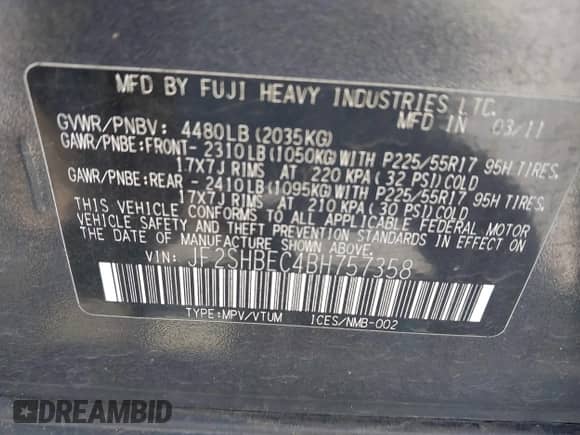 MFD BY FUJI HEAVY INDUSTRIES LTD.
MFD IN 03/11
GVWR/PNBV: 4480LB (2035KG)
GAWR/PNBE:FRONT- 2310LB (1050KG) WITH P225/55R17 95H TIRES,
17X7J RIMS AT 220 KPA (32 PSI) COLD
GAWR/PNBE:REAR - 2410LB (1095KG) WITH P225/55R17 95H TIRES,
17X7J RIMS AT 210 KPA (30 PSI) COLD
THIS VEHICLE CONFORMS TO ALL APPLICABLE FEDERAL MOTOR
VEHICLE SAFETY AND THEFT PREVENTION STANDARDS IN EFFECT ON
THE DATE OF MANUFACTURE SHOWN ABOVE.
VIN: JF2SHBEC4BH757358
TYPE:MPV/VTUM ICES/NMB-002
DREAMBID